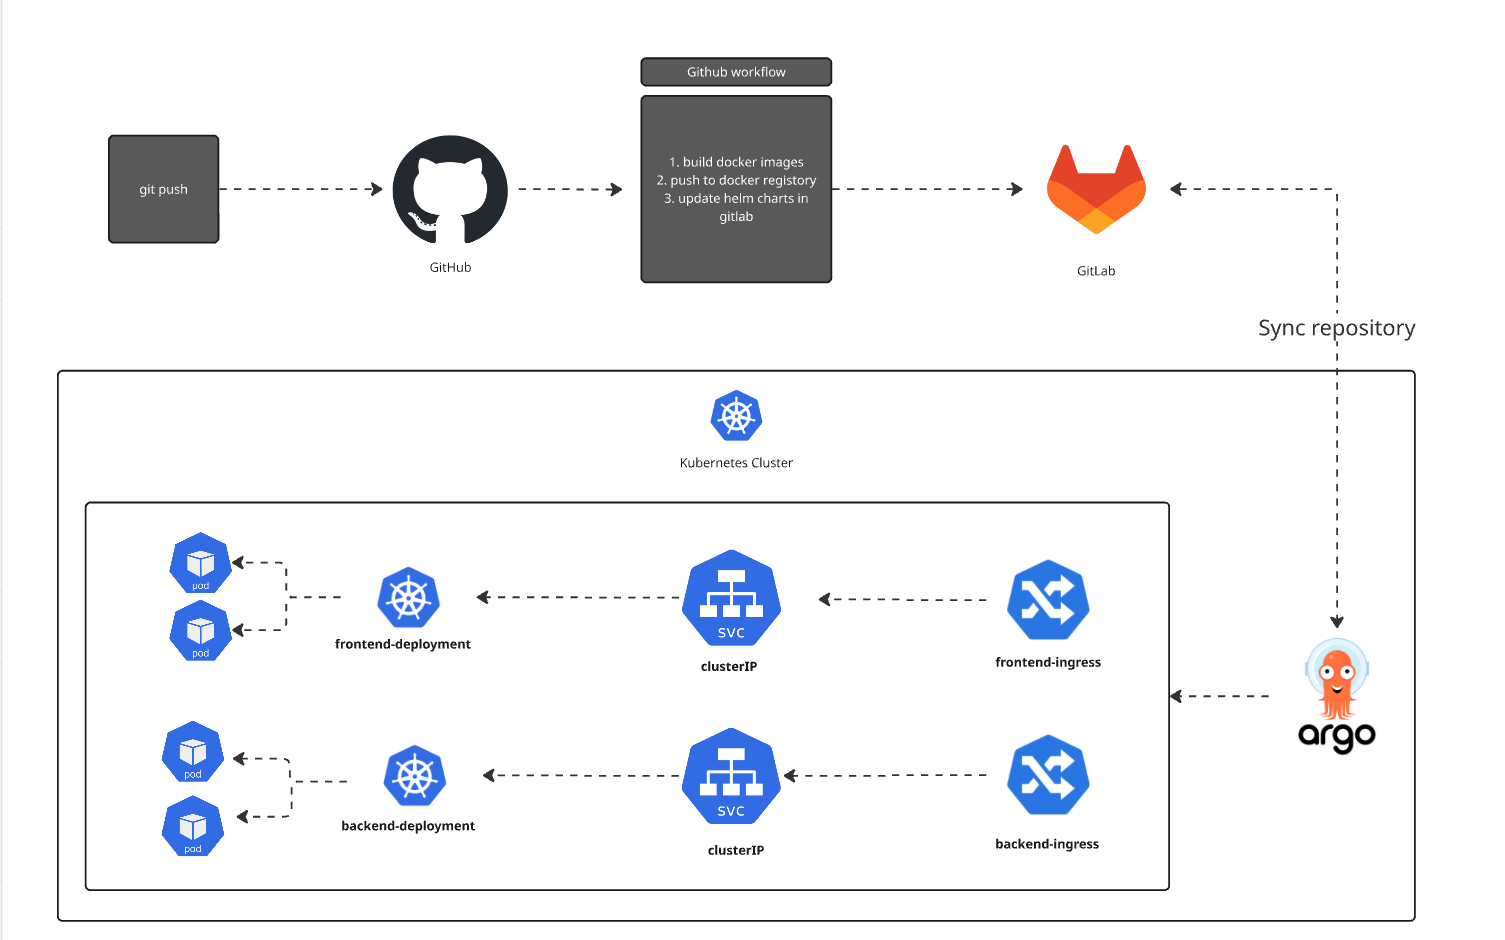 Github workflow
git push
1. build docker images
2. push to docker registory
3. update helm charts in
gitlab
GitHub
GitLab
Sync repository
Kubernetes Cluster
pod
pod
frontend-deployment
svc
clusterIP
frontend-ingress
argo
pod
pod
backend-deployment
svc
clusterIP
backend-ingress